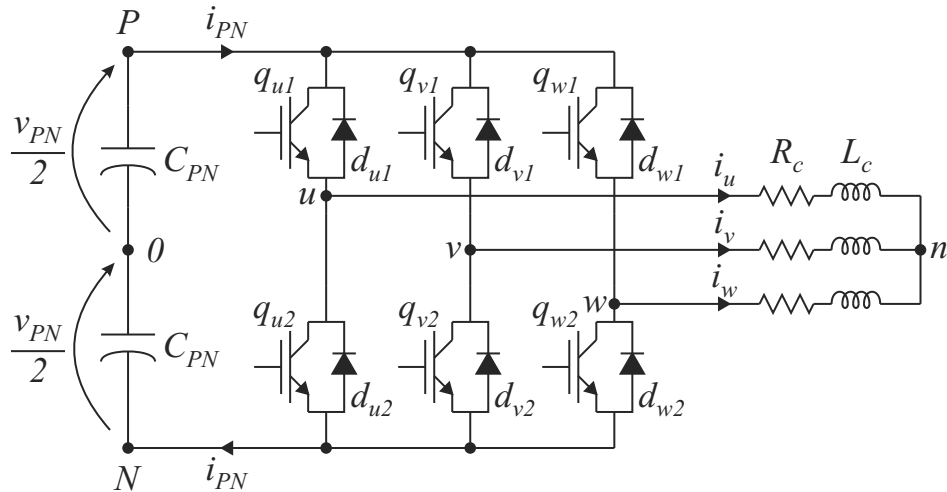 P
i_PN
q_u1
q_v1
q_w1
v_PN
2
C_PN
d_u1
d_v1
d_w1
R_c
L_c
i_u
u
0
v
i_v
n
w
i_w
q_u2
q_v2
q_w2
v_PN
2
C_PN
d_u2
d_v2
d_w2
N
i_PN